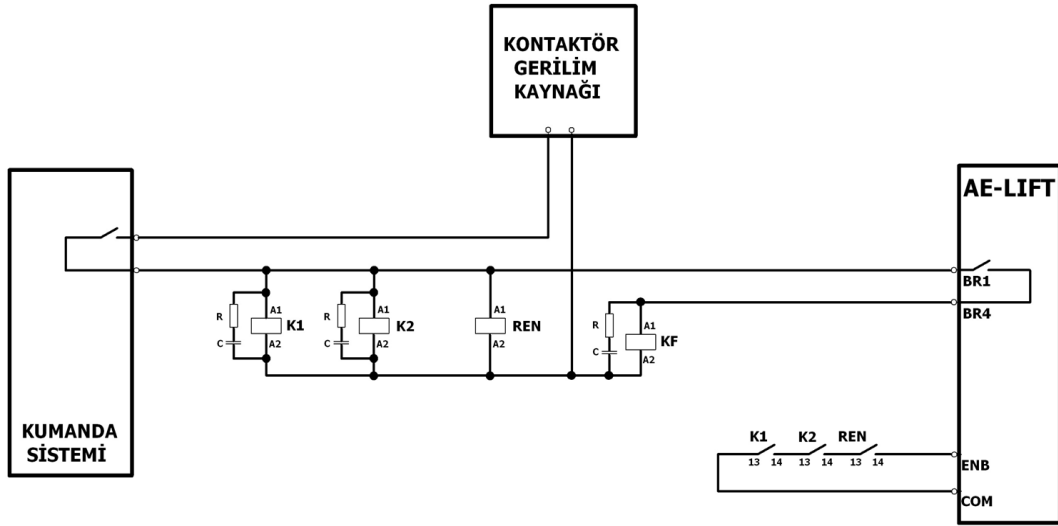 KONTAKTÖR
GERİLİM
KAYNAĞI
AE-LIFT
BR1
BR4
R
C
A1
A2
K1
R
C
A1
A2
K2
A1
A2
REN
R
C
A1
A2
KF
KUMANDA
SİSTEMİ
K1 K2 REN
13 14 13 14 13 14
ENB
COM